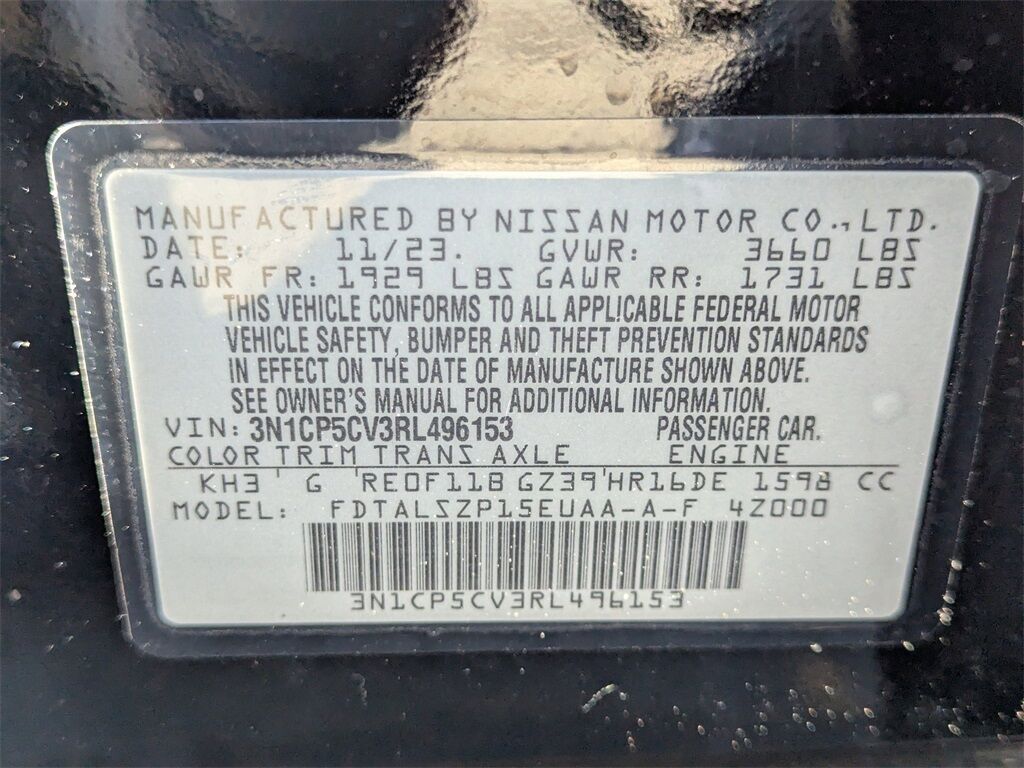 MANUFACTURED BY NISSAN MOTOR CO., LTD.
DATE: 11/23. GVWR: 3660 LBS
GAWR FR: 1929 LBS GAWR RR: 1731 LBS
THIS VEHICLE CONFORMS TO ALL APPLICABLE FEDERAL MOTOR
VEHICLE SAFETY, BUMPER AND THEFT PREVENTION STANDARDS
IN EFFECT ON THE DATE OF MANUFACTURE SHOWN ABOVE.
SEE OWNER'S MANUAL FOR ADDITIONAL INFORMATION.
VIN: 3N1CP5CV3RL496153 PASSENGER CAR.
COLOR TRIM TRANS AXLE ENGINE
KH3 G RE0F11B GZ39 HR16DE 1598 CC
MODEL: FDTALSZP15EUAA-A-F 4Z000
3N1CP5CV3RL496153